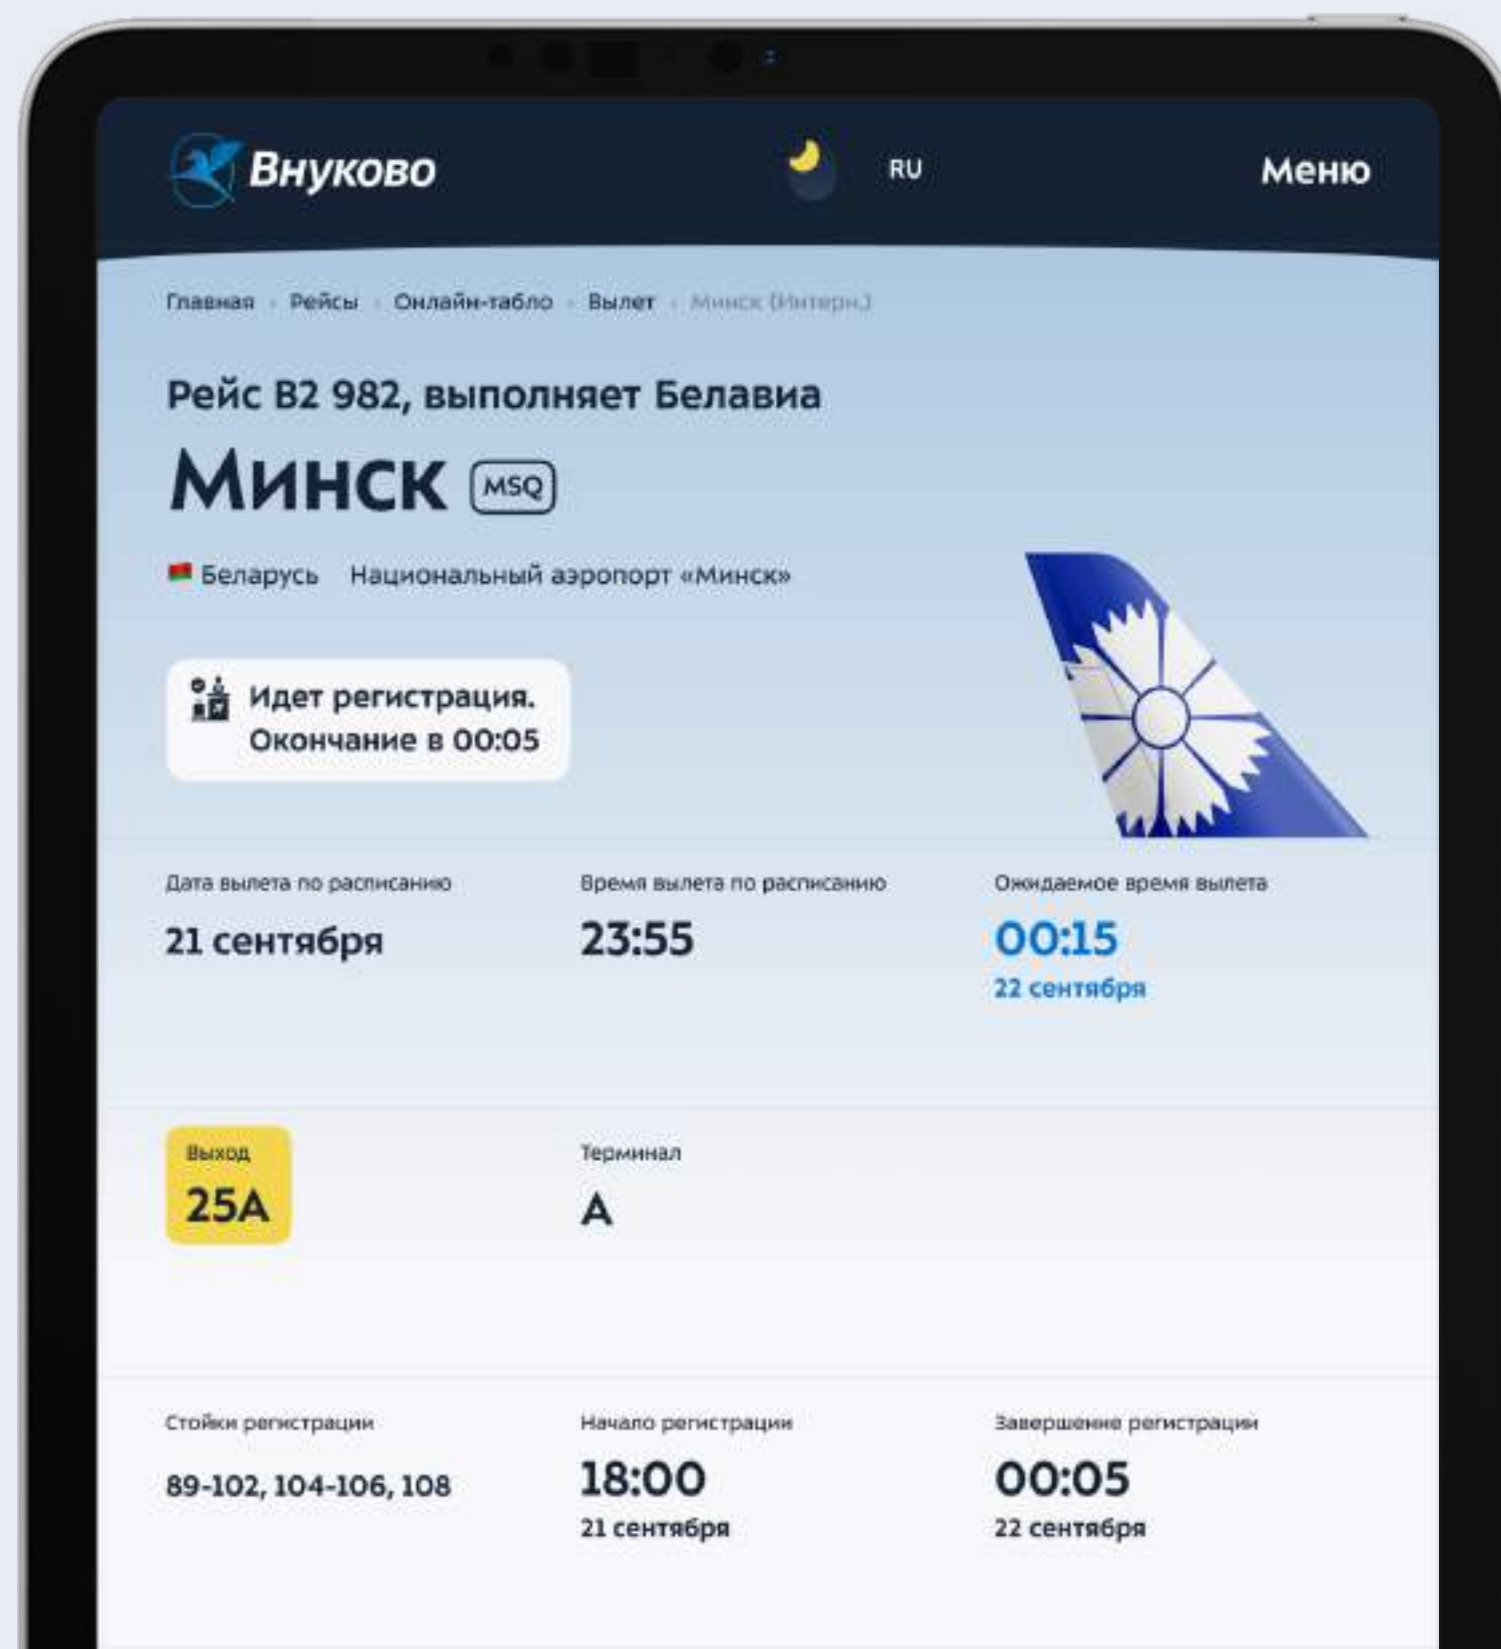 Внуково
RU
Меню
Главная Рейсы Онлайн-табло Вылет Минск (Интерн.)
Рейс B2 982, выполняет Белавиа
Минск MSQ
Беларусь Национальный аэропорт «Минск»
Идет регистрация.
Окончание в 00:05
Дата вылета по расписанию Время вылета по расписанию Ожидаемое время вылета
21 сентября 23:55 00:15
22 сентября
Выход Терминал
25A A
Стойки регистрации Начало регистрации Завершение регистрации
89-102, 104-106, 108 18:00 00:05
21 сентября 22 сентября